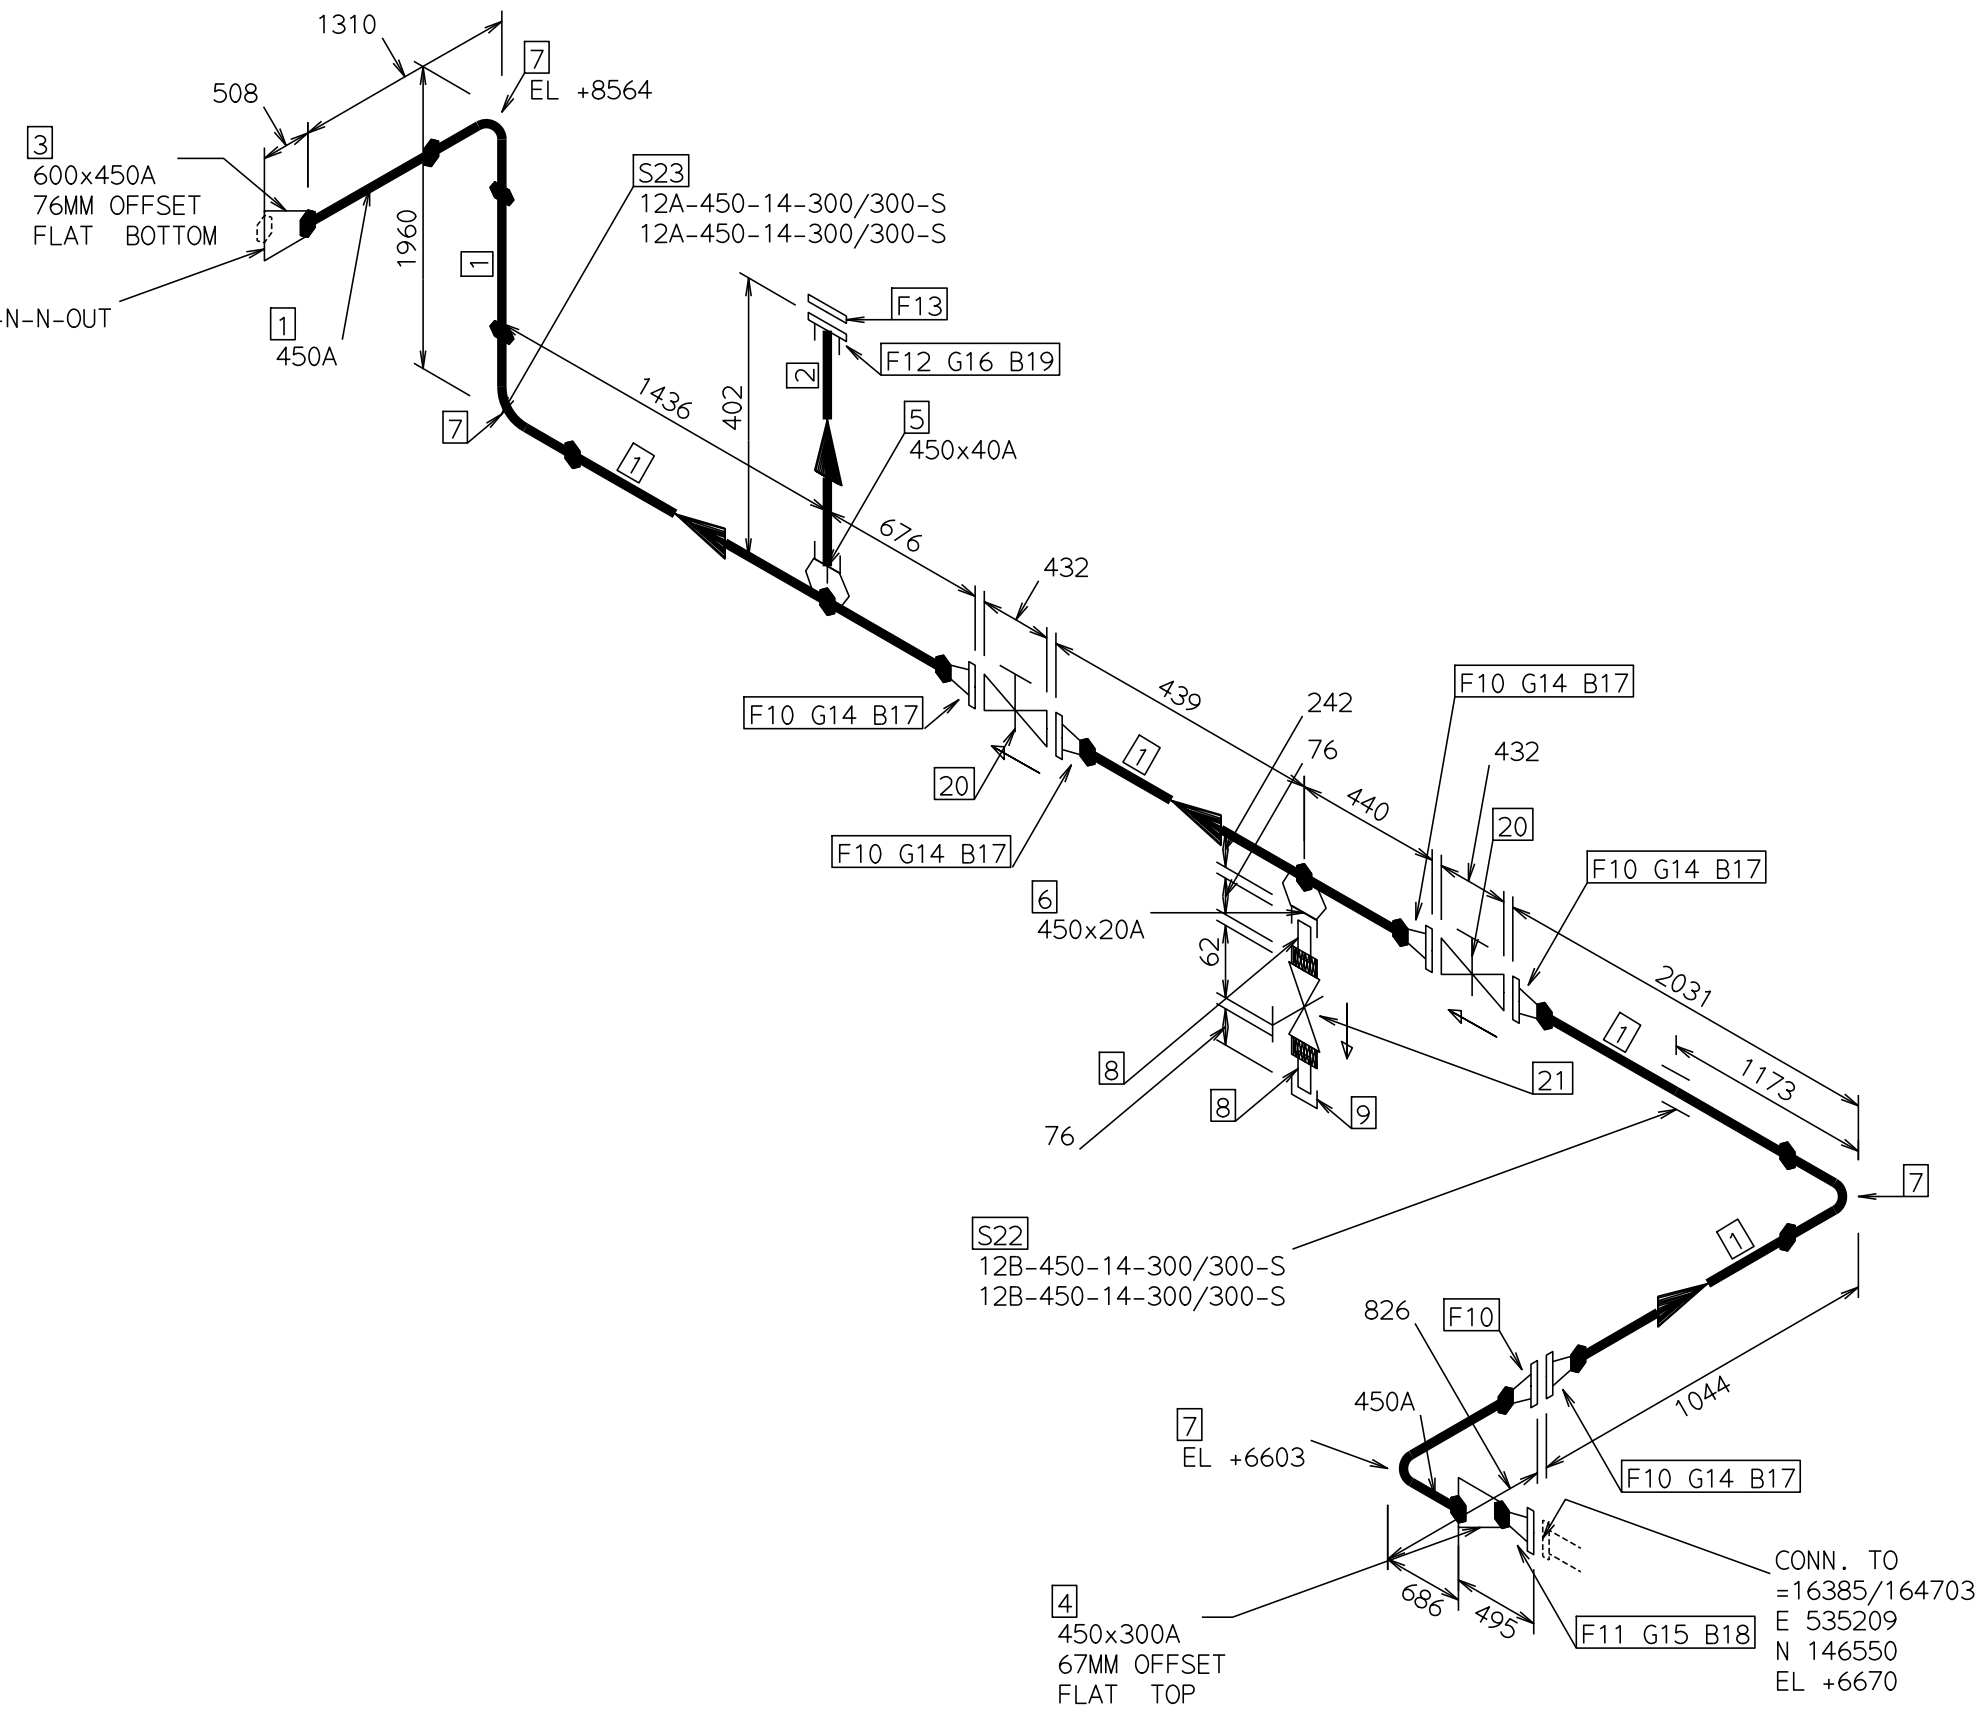 1310
7
EL +8564
508
3
600x450A
76MM OFFSET
FLAT BOTTOM
-N-N-OUT
1
450A
1960
1
S23
12A-450-14-300/300-S
12A-450-14-300/300-S
7
1
1436
402
2
F13
F12 G16 B19
5
450x40A
676
432
F10 G14 B17
20
F10 G14 B17
1
439
242
76
440
F10 G14 B17
432
20
F10 G14 B17
6
450x20A
62
8
8
9
21
76
2031
1
1173
7
S22
12B-450-14-300/300-S
12B-450-14-300/300-S
1
826
F10
1044
450A
7
EL +6603
F10 G14 B17
686
495
4
450x300A
67MM OFFSET
FLAT TOP
F11 G15 B18
CONN. TO
=16385/164703
E 535209
N 146550
EL +6670